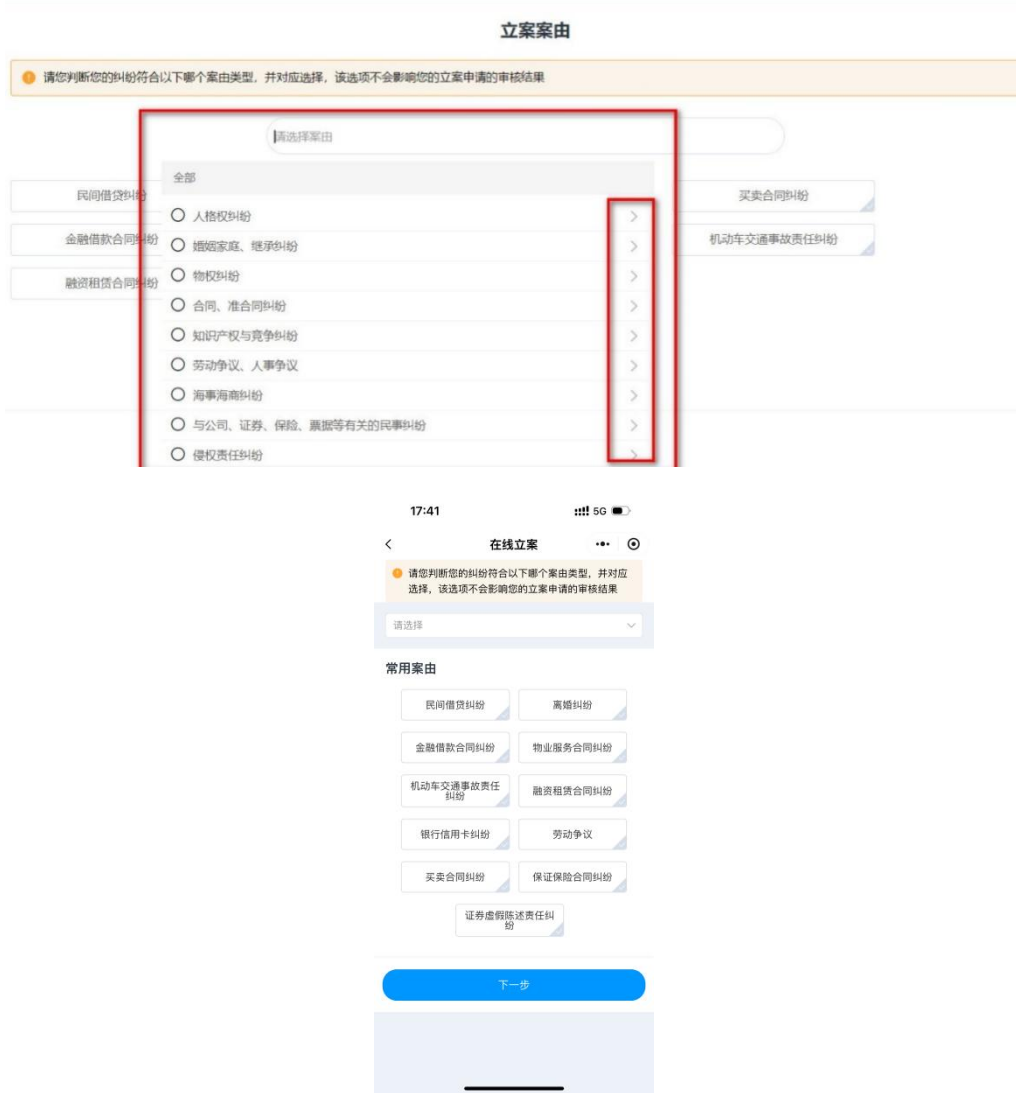 立案案由
请您判断您的纠纷符合以下哪个案由类型，并对应选择，该选项不会影响您的立案申请的审核结果
请选择案由
全部
民间借贷纠纷
买卖合同纠纷
人格权纠纷
金融借款合同纠纷
机动车交通事故责任纠纷
婚姻家庭、继承纠纷
融资租赁合同纠纷
物权纠纷
合同、准合同纠纷
知识产权与竞争纠纷
劳动争议、人事争议
海事海商纠纷
与公司、证券、保险、票据等有关的民事纠纷
侵权责任纠纷
17:41
5G
在线立案
请您判断您的纠纷符合以下哪个案由类型，并对应
选择，该选项不会影响您的立案申请的审核结果
请选择
常用案由
民间借贷纠纷
离婚纠纷
金融借款合同纠纷
物业服务合同纠纷
机动车交通事故责任
纠纷
融资租赁合同纠纷
银行信用卡纠纷
劳动争议
买卖合同纠纷
保证保险合同纠纷
证券虚假陈述责任纠
纷
下一步